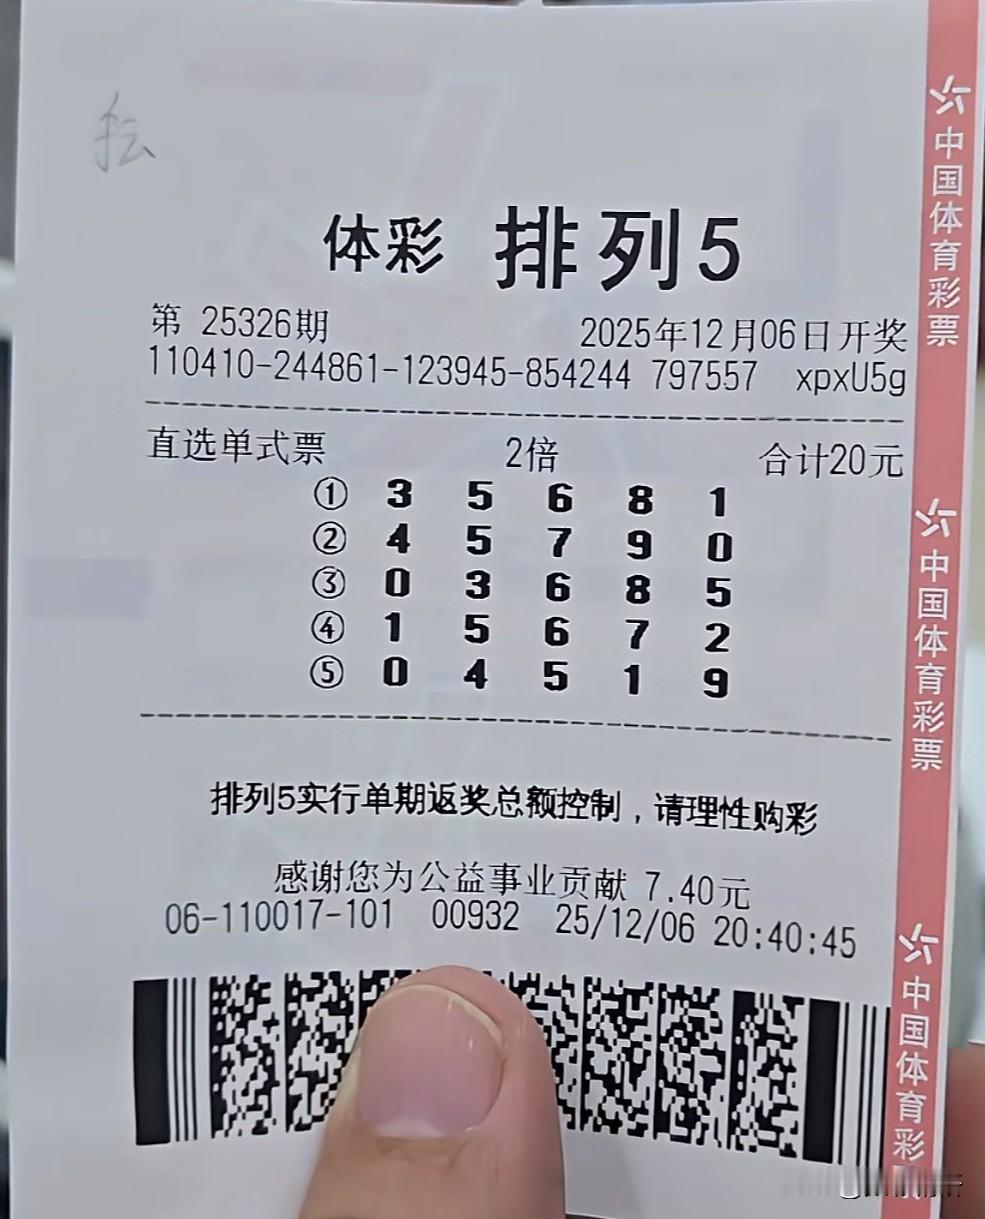 体彩 排列5
第 25326期 2025年12月06日开奖
110410-244861-123945-854244 797557 xpxU5g
直选单式票 2倍 合计20元
① 3 5 6 8 1
② 4 5 7 9 0
③ 0 3 6 8 5
④ 1 5 6 7 2
⑤ 0 4 5 1 9
排列5实行单期返奖总额控制，请理性购彩
感谢您为公益事业贡献 7.40元
06-110017-101 00932 25/12/06 20:40:45
中国体育彩票
中国体育彩票
中国体育彩